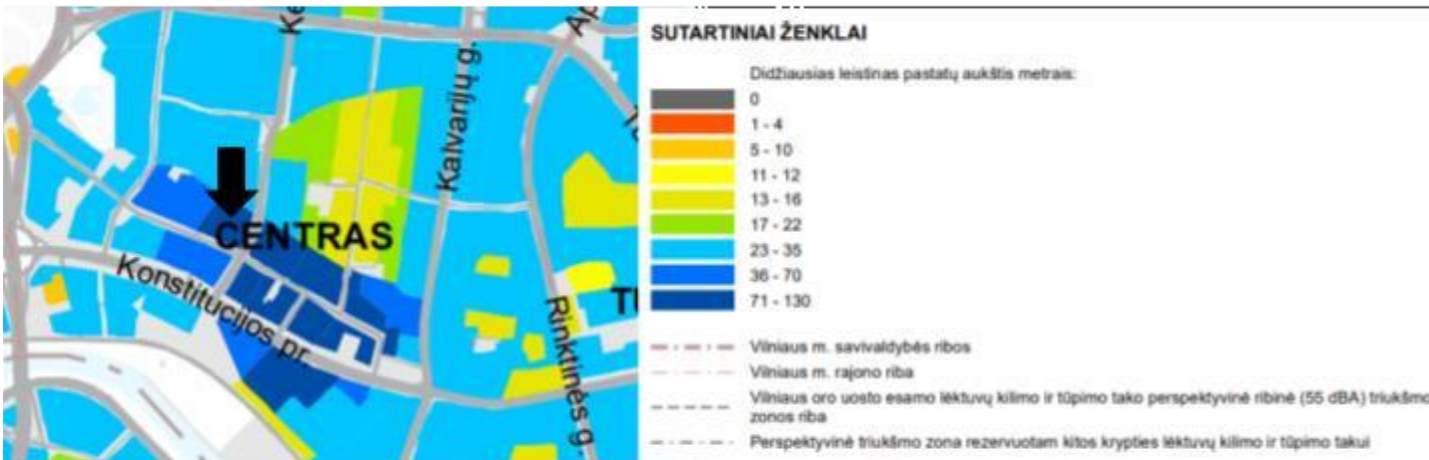 Ke
Kalvarijų g.
Ap
CENTRAS
Konstitucijos pr.
Rinktinės g.
SUTARTINIAI ŽENKLAI
Didžiausias leistinas pastatų aukštis metrais:
0
1 - 4
5 - 10
11 - 12
13 - 16
17 - 22
23 - 35
36 - 70
71 - 130
Vilniaus m. savivaldybės ribos
Vilniaus m. rajono riba
Vilniaus oro uosto esamo lėktuvų kilimo ir tūpimo tako perspektyvinė ribinė (55 dBA) triukšmo
zonos riba
Perspektyvinė triukšmo zona rezervuotam kitos krypties lėktuvų kilimo ir tūpimo takui